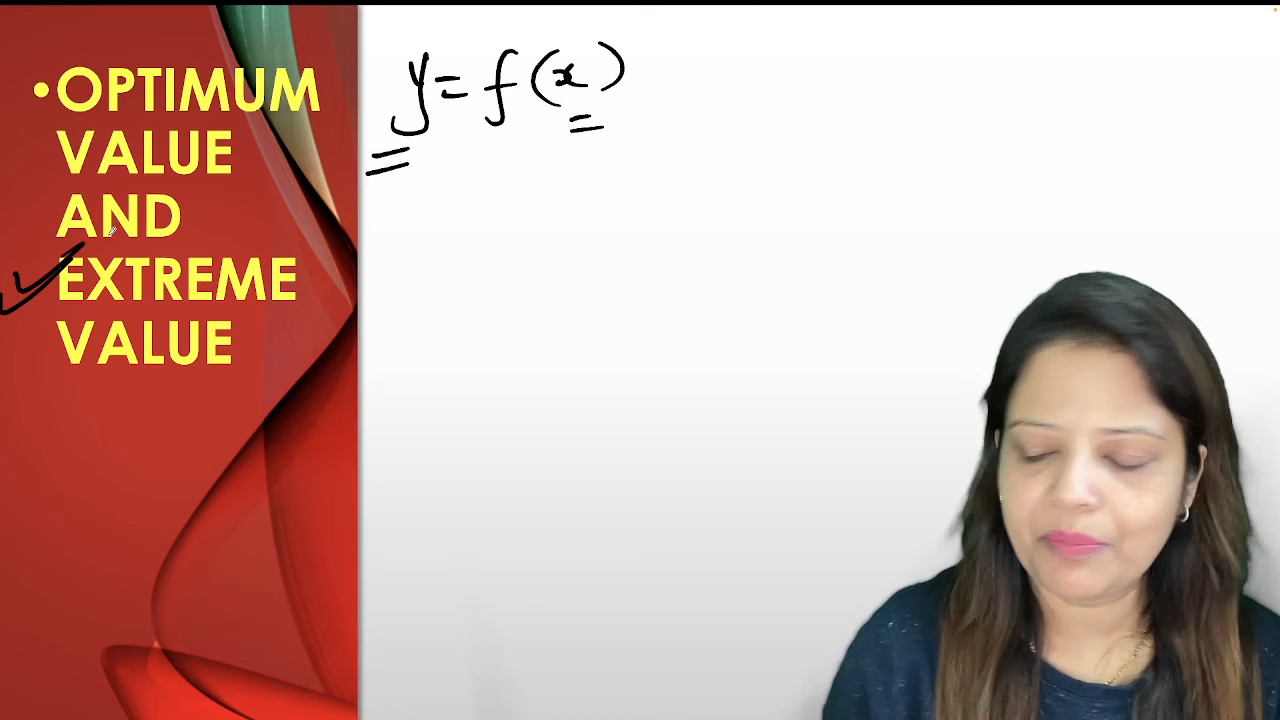 • OPTIMUM
VALUE
AND
EXTREME
VALUE
y = f(x)